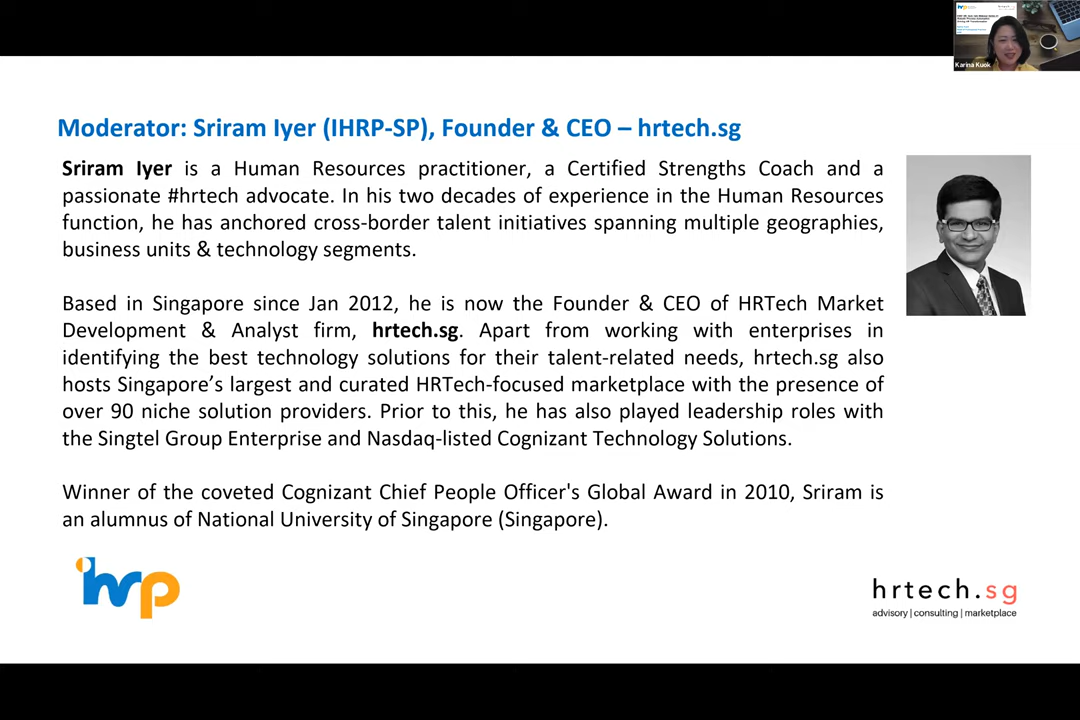 Karina Kuok
Moderator: Sriram Iyer (IHRP-SP), Founder & CEO – hrtech.sg
Sriram Iyer is a Human Resources practitioner, a Certified Strengths Coach and a
passionate #hrtech advocate. In his two decades of experience in the Human Resources
function, he has anchored cross-border talent initiatives spanning multiple geographies,
business units & technology segments.
Based in Singapore since Jan 2012, he is now the Founder & CEO of HRTech Market
Development & Analyst firm, hrtech.sg. Apart from working with enterprises in
identifying the best technology solutions for their talent-related needs, hrtech.sg also
hosts Singapore’s largest and curated HRTech-focused marketplace with the presence of
over 90 niche solution providers. Prior to this, he has also played leadership roles with
the Singtel Group Enterprise and Nasdaq-listed Cognizant Technology Solutions.
Winner of the coveted Cognizant Chief People Officer's Global Award in 2010, Sriram is
an alumnus of National University of Singapore (Singapore).
ihrp
hrtech.sg
advisory | consulting | marketplace